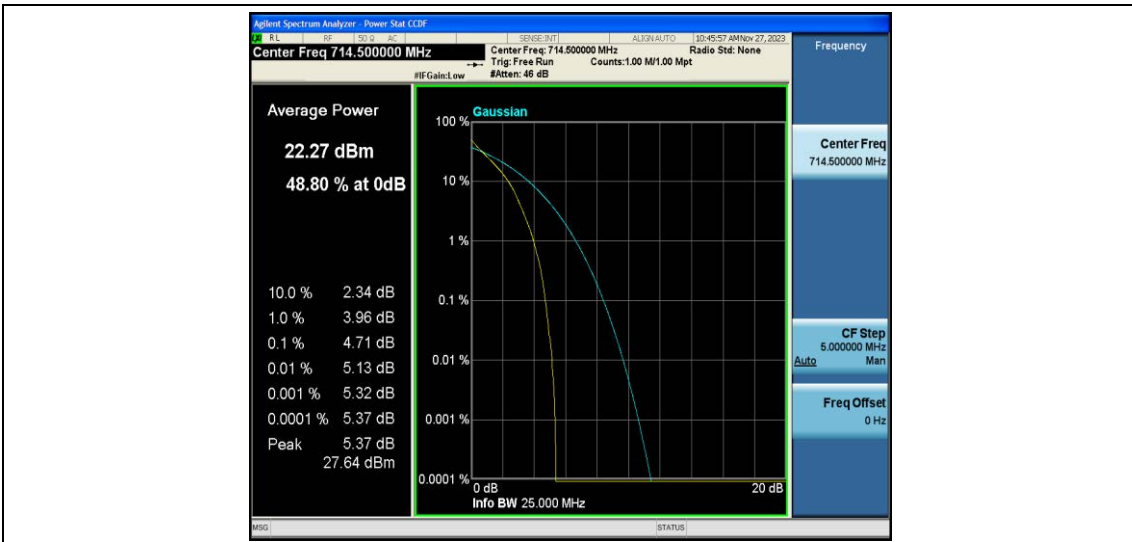 Agilent Spectrum Analyzer - Power Stat CCDF
RL RF 50 Ω AC SENSE:INT ALIGNAUTO 10:45:57 AM Nov 27, 2023
Center Freq 714.500000 MHz
Center Freq: 714.500000 MHz Radio Std: None
Trig: Free Run Counts:1.00 M/1.00 Mpt
#IFGain:Low #Atten: 46 dB
Frequency
Average Power
22.27 dBm
48.80 % at 0dB
10.0 % 2.34 dB
1.0 % 3.96 dB
0.1 % 4.71 dB
0.01 % 5.13 dB
0.001 % 5.32 dB
0.0001 % 5.37 dB
Peak 5.37 dB
27.64 dBm
Gaussian
100 %
10 %
1 %
0.1 %
0.01 %
0.001 %
0.0001 %
0 dB 20 dB
Info BW 25.000 MHz
Center Freq
714.500000 MHz
CF Step
5.000000 MHz
Auto Man
Freq Offset
0 Hz
MSG STATUS